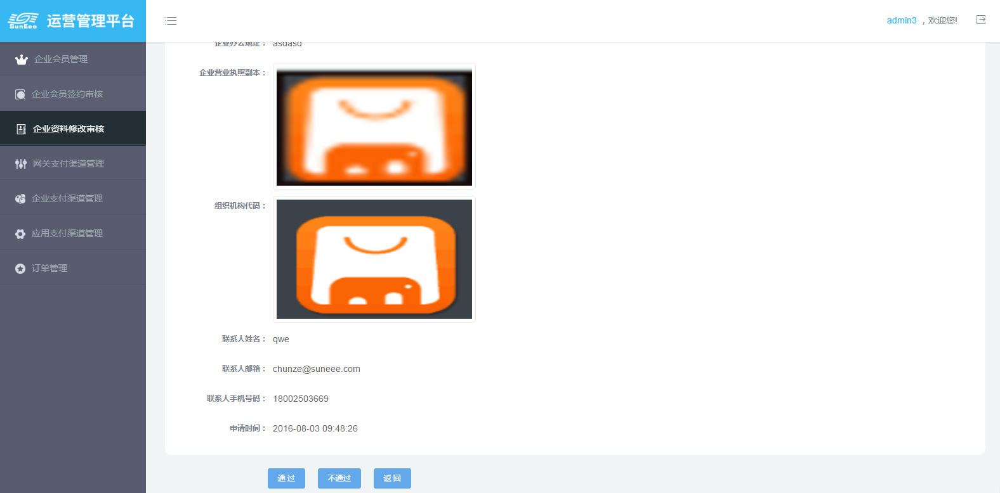 SunEee 运营管理平台
admin3 , 欢迎您!
企业会员管理
企业会员签约审核
企业资料修改审核
网关支付渠道管理
企业支付渠道管理
应用支付渠道管理
订单管理
企业办公地址： asdasd
企业营业执照副本：
组织机构代码：
联系人姓名： qwe
联系人邮箱： chunze@suneee.com
联系人手机号码： 18002503669
申请时间： 2016-08-03 09:48:26
通 过 不通过 返 回